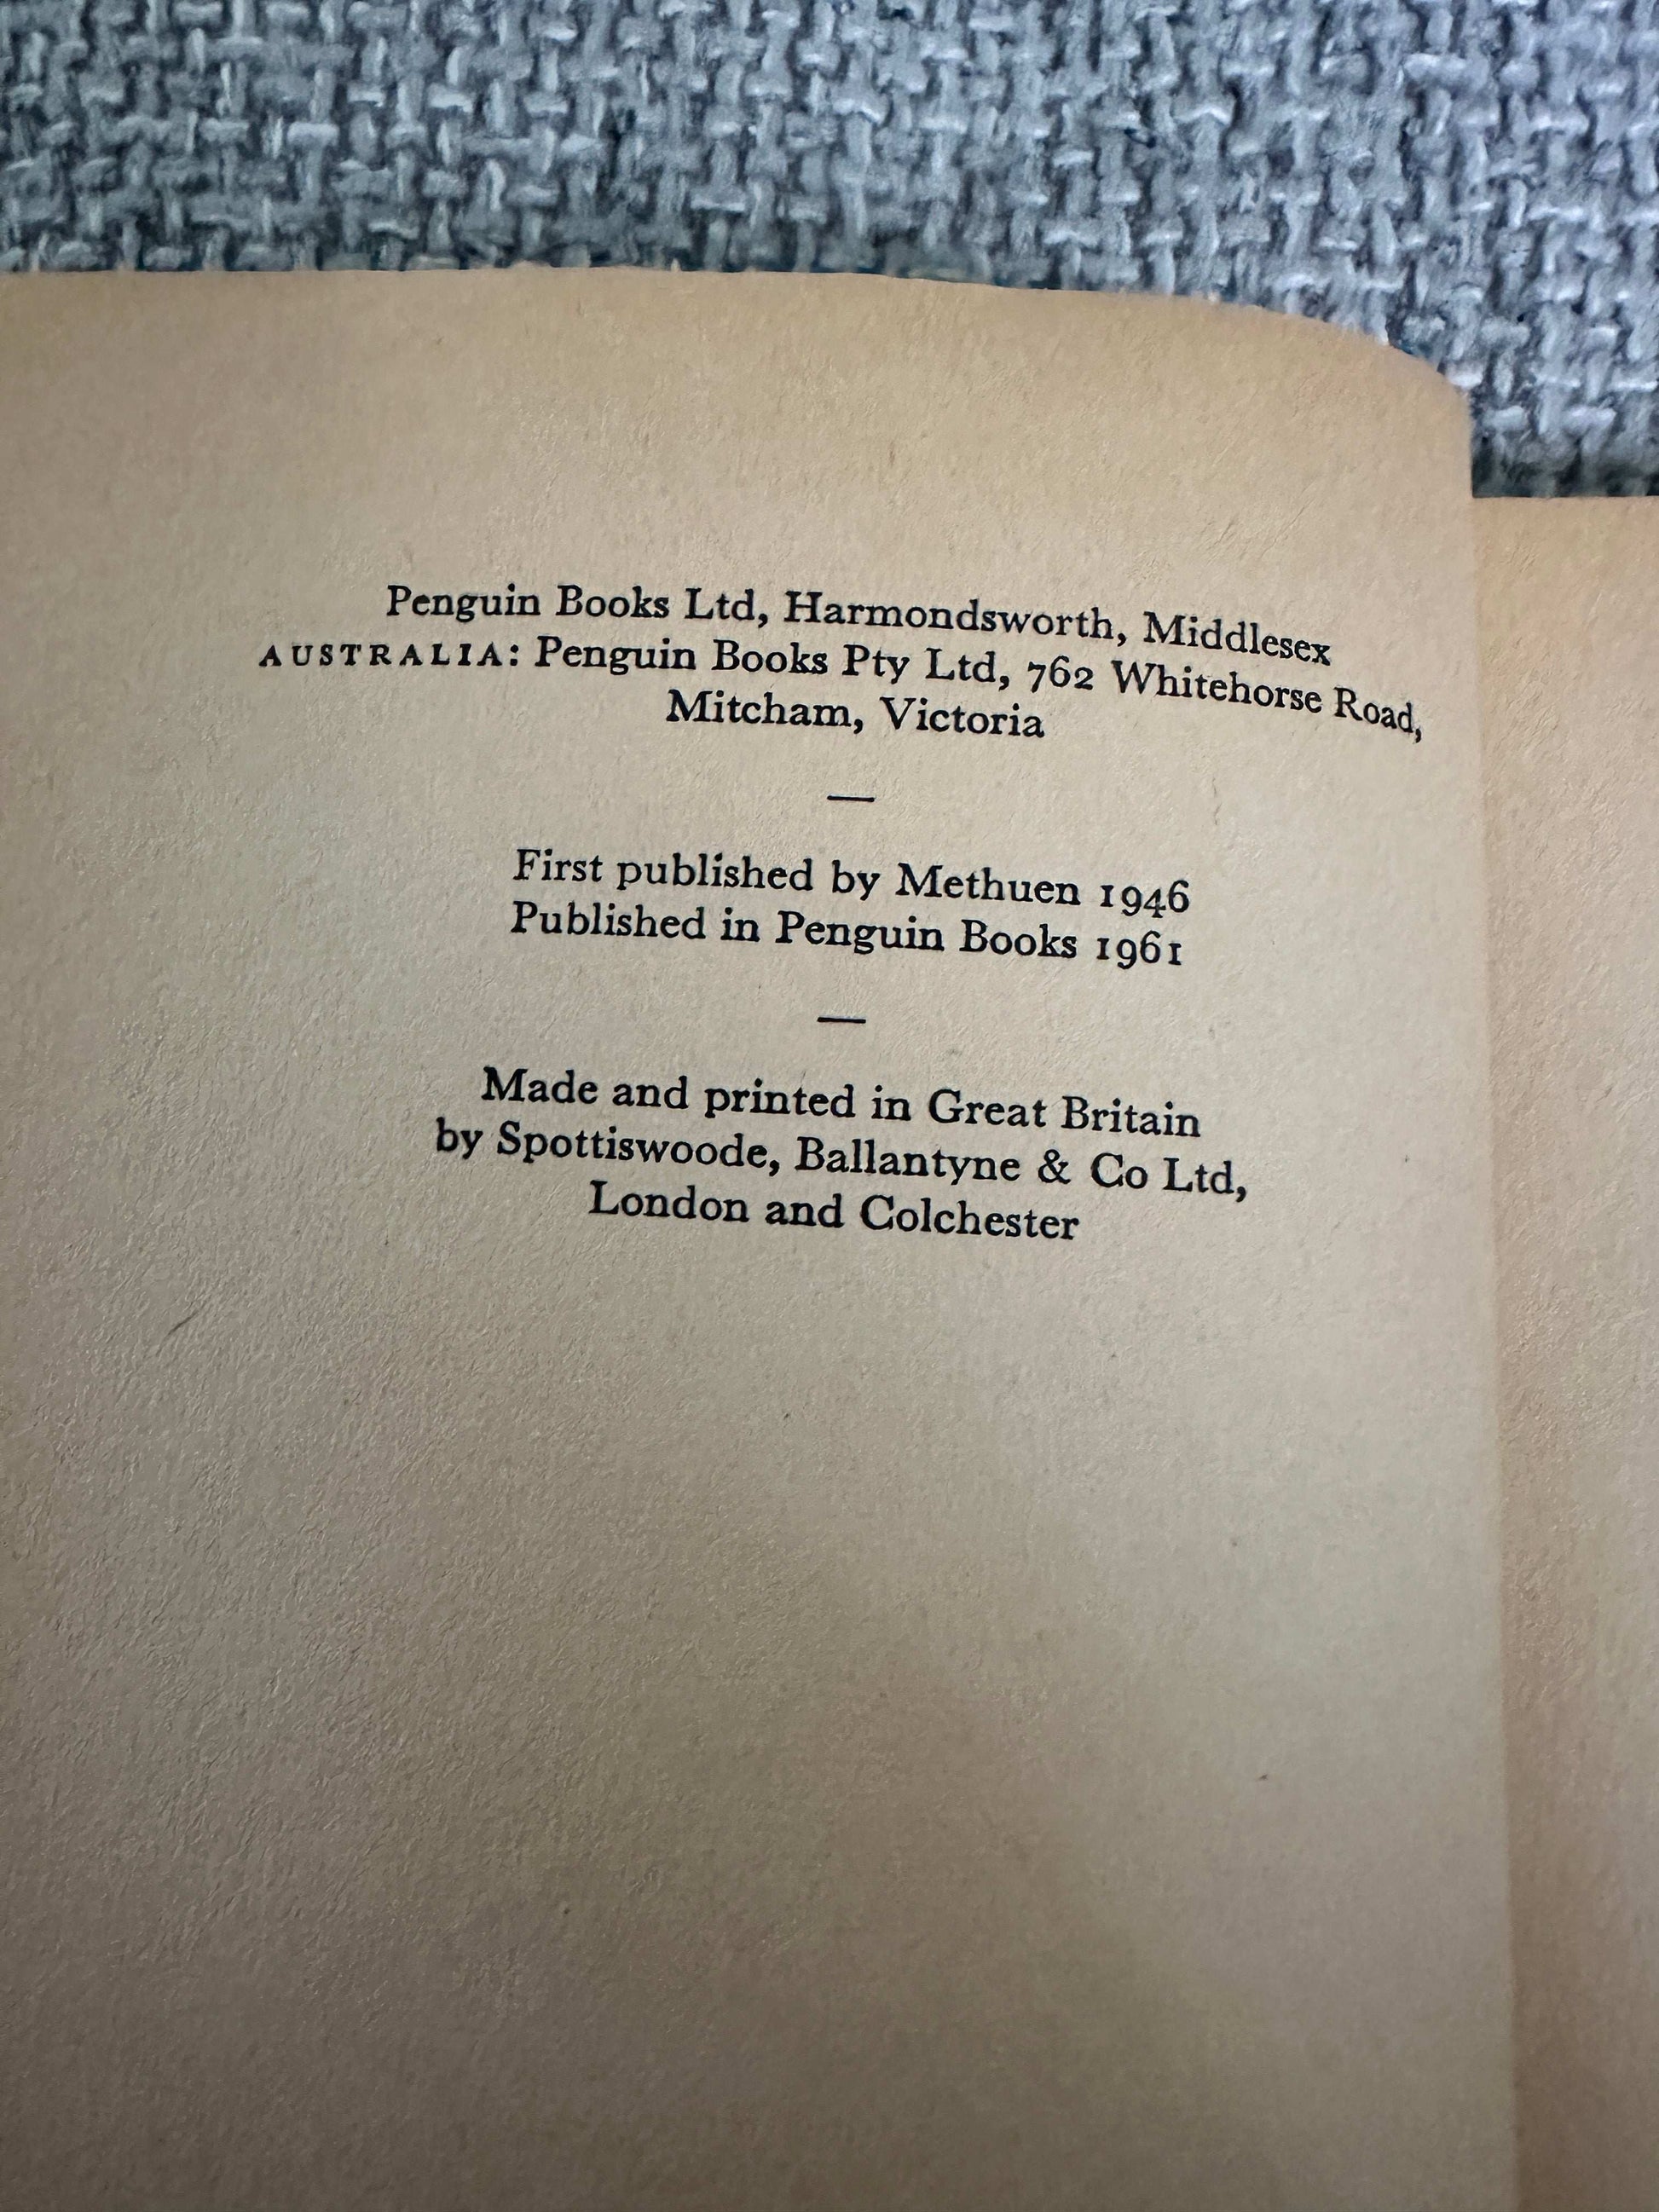 Penguin Books Ltd, Harmondsworth, Middlesex
AUSTRALIA: Penguin Books Pty Ltd, 762 Whitehorse Road,
Mitcham, Victoria
—
First published by Methuen 1946
Published in Penguin Books 1961
—
Made and printed in Great Britain
by Spottiswoode, Ballantyne & Co Ltd,
London and Colchester